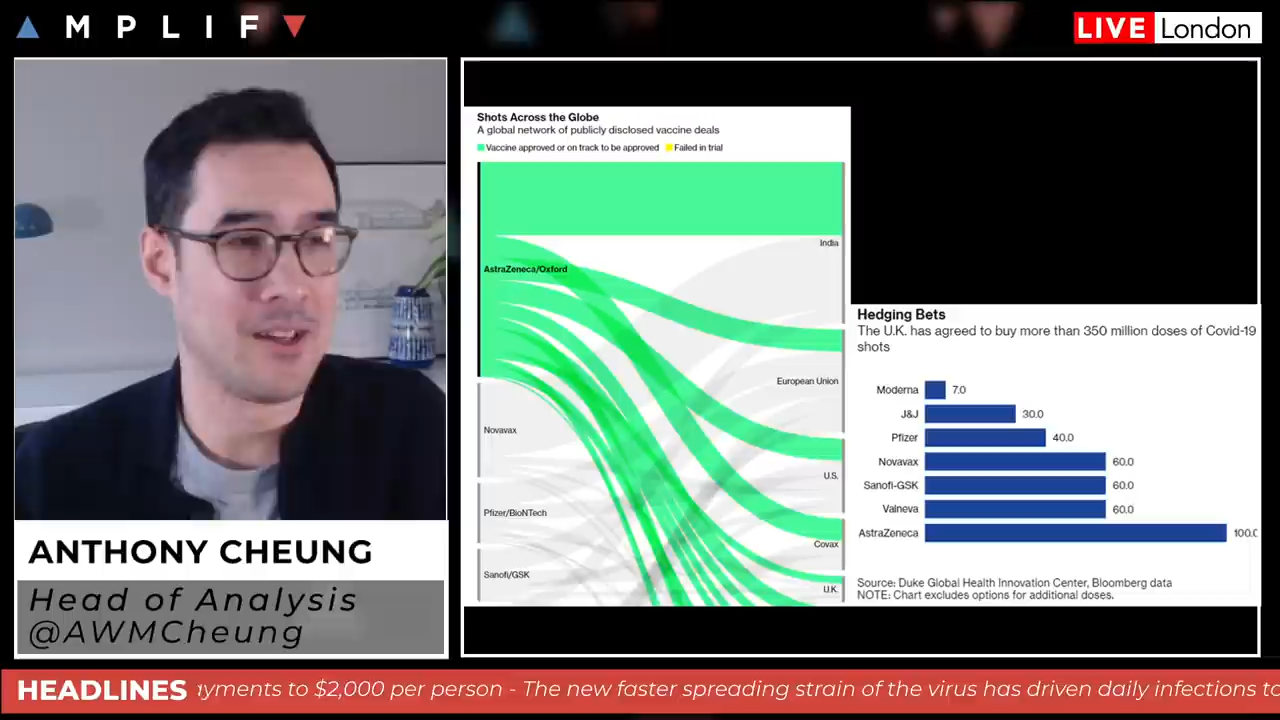 AMPLIFY
LIVE London
Shots Across the Globe
A global network of publicly disclosed vaccine deals
Vaccine approved or on track to be approved Failed in trial
India
AstraZeneca/Oxford
European Union
Novavax
U.S.
Pfizer/BioNTech
Covax
Sanofi/GSK
U.K.
Hedging Bets
The U.K. has agreed to buy more than 350 million doses of Covid-19
shots
Moderna 7.0
J&J 30.0
Pfizer 40.0
Novavax 60.0
Sanofi-GSK 60.0
Valneva 60.0
AstraZeneca 100.0
Source: Duke Global Health Innovation Center, Bloomberg data
NOTE: Chart excludes options for additional doses.
ANTHONY CHEUNG
Head of Analysis
@AWMCheung
HEADLINES yments to $2,000 per person - The new faster spreading strain of the virus has driven daily infections to